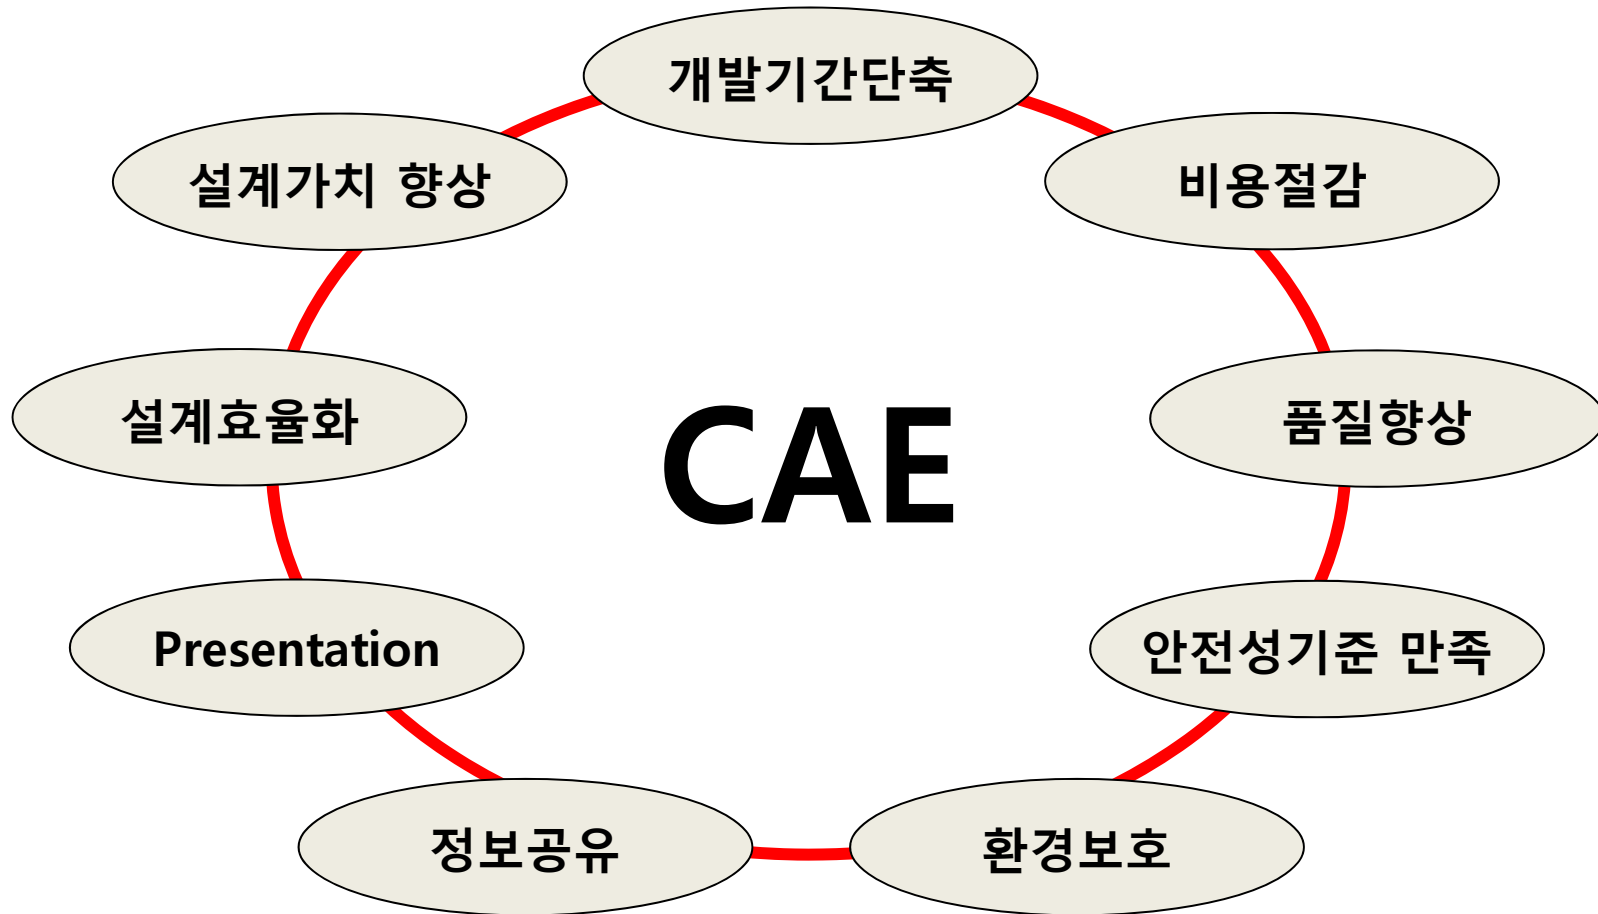 개발기간단축
설계가치 향상
비용절감
설계효율화
CAE
품질향상
Presentation
안전성기준 만족
정보공유
환경보호